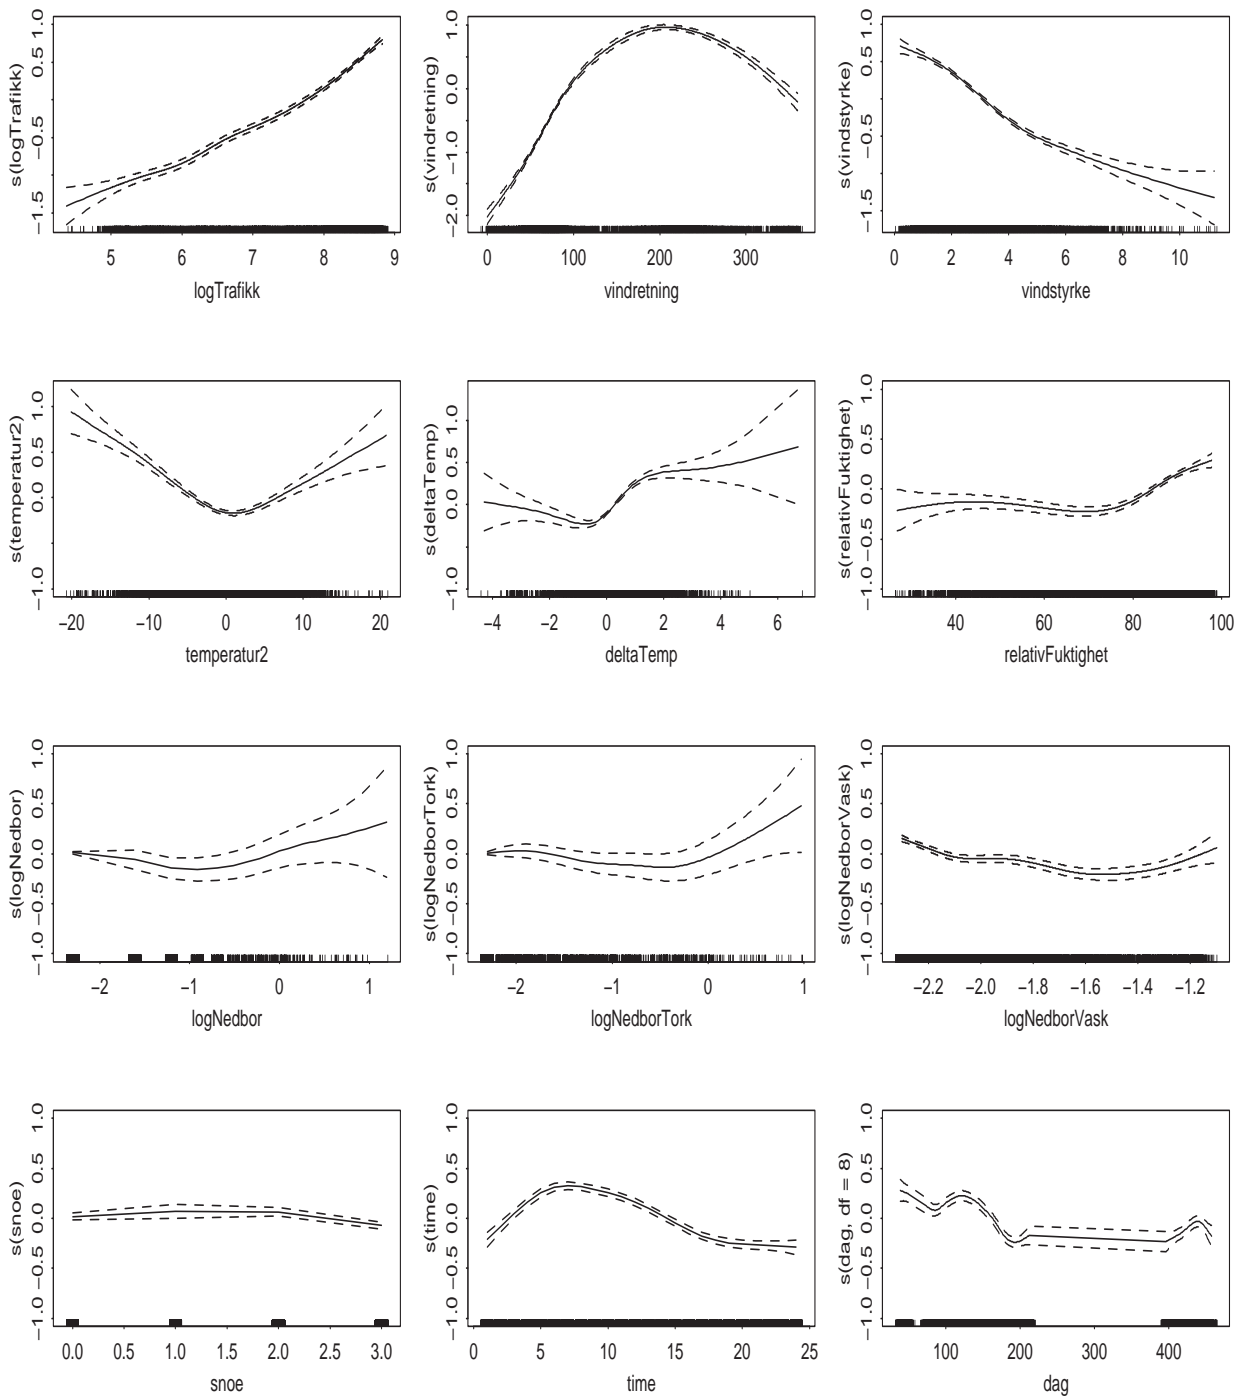 s(logTrafikk)
1.0
0.5
−0.5
−1.5
5 6 7 8 9
logTrafikk
s(vindretning)
1.0
0.0
−1.0
−2.0
0 100 200 300
vindretning
s(vindstyrke)
1.0
0.5
−0.5
−1.5
0 2 4 6 8 10
vindstyrke
s(temperatur2)
1.0
0.5
0.0
−1.0
−20 −10 0 10 20
temperatur2
s(deltaTemp)
1.0
0.5
0.0
−1.0
−4 −2 0 2 4 6
deltaTemp
s(relativFuktighet)
1.0
0.5
0.0
−0.5
−1.0
40 60 80 100
relativFuktighet
s(logNedbor)
1.0
0.5
0.0
−0.5
−1.0
−2 −1 0 1
logNedbor
s(logNedborTork)
1.0
0.5
0.0
−0.5
−1.0
−2 −1 0 1
logNedborTork
s(logNedborVask)
1.0
0.5
0.0
−0.5
−1.0
−2.2 −2.0 −1.8 −1.6 −1.4 −1.2
logNedborVask
s(snoe)
1.0
0.5
0.0
−0.5
−1.0
0.0 0.5 1.0 1.5 2.0 2.5 3.0
snoe
s(time)
1.0
0.5
0.0
−0.5
−1.0
0 5 10 15 20 25
time
s(dag, df = 8)
1.0
0.5
0.0
−0.5
−1.0
100 200 300 400
dag